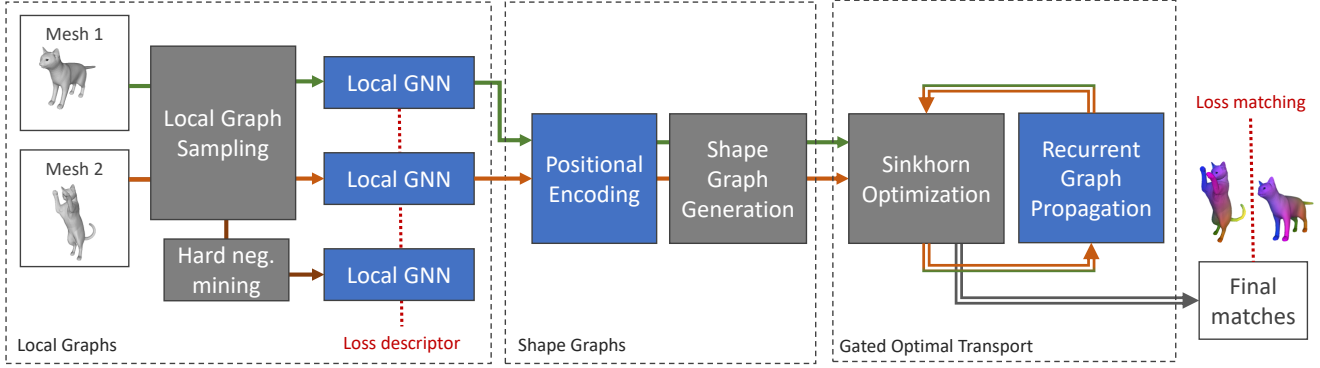 Mesh 1
Mesh 2
Local Graph
Sampling
Hard neg.
mining
Local GNN
Local GNN
Local GNN
Loss descriptor
Local Graphs
Positional
Encoding
Shape
Graph
Generation
Shape Graphs
Sinkhorn
Optimization
Recurrent
Graph
Propagation
Gated Optimal Transport
Loss matching
Final
matches